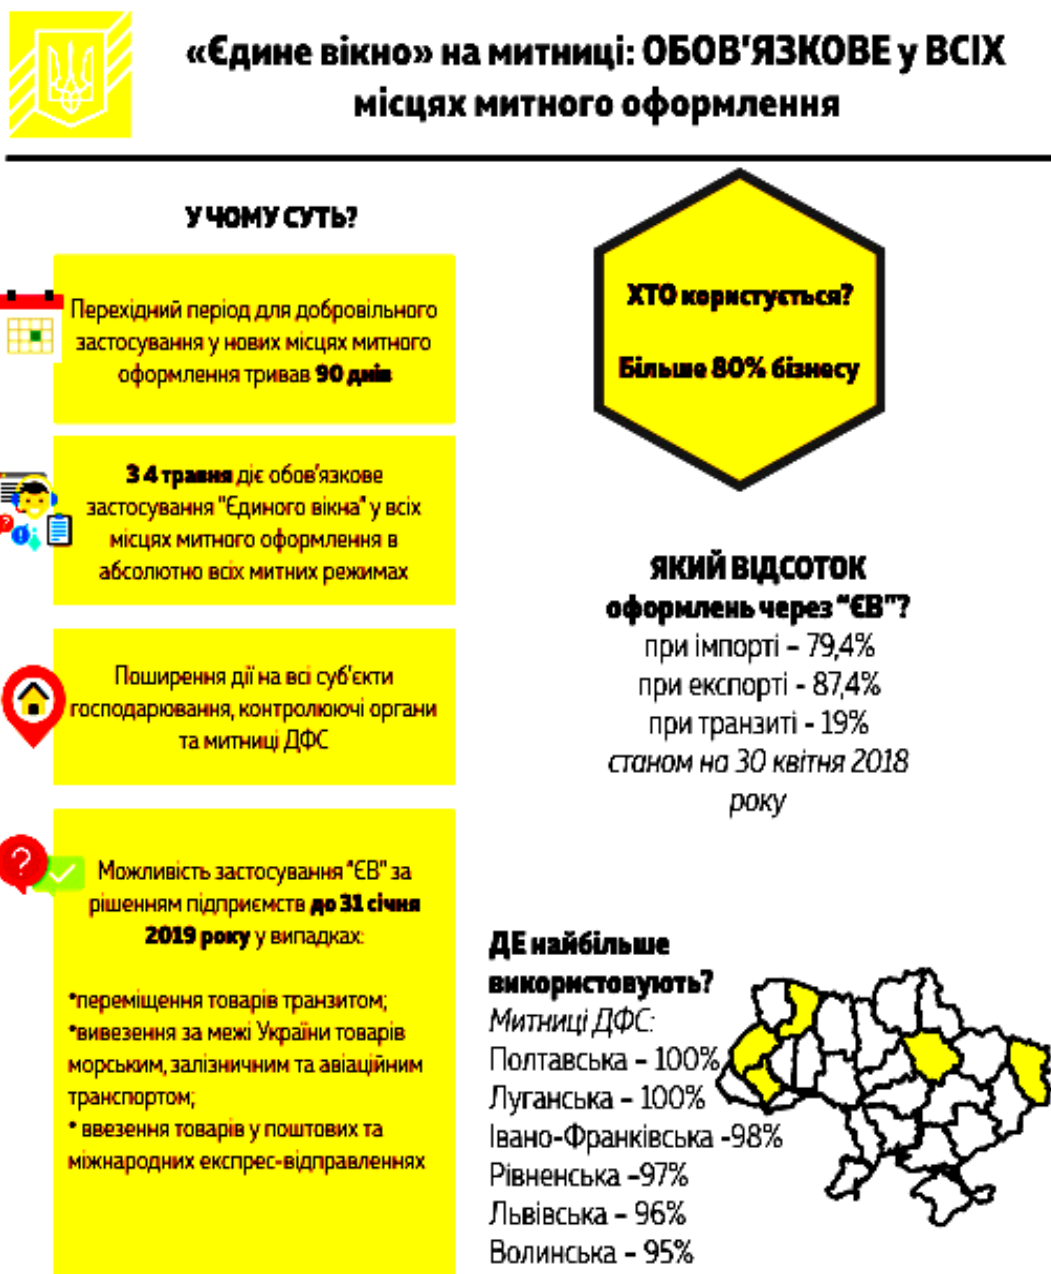 «Єдине вікно» на митниці: ОБОВ'ЯЗКОВЕ у ВСІХ
місцях митного оформлення
У ЧОМУ СУТЬ?
Перехідний період для добровільного
застосування у нових місцях митного
оформлення тривав 90 днів
З 4 травня діє обов'язкове
застосування "Єдиного вікна" у всіх
місцях митного оформлення в
абсолютно всіх митних режимах
Поширення дії на всі суб'єкти
господарювання, контролюючі органи
та митниці ДФС
Можливість застосування "ЄВ" за
рішенням підприємств до 31 січня
2019 року у випадках:
*переміщення товарів транзитом;
*вивезення за межі України товарів
морським, залізничним та авіаційним
транспортом;
* ввезення товарів у поштових та
міжнародних експрес-відправленнях
ХТО користується?
Більше 80% бізнесу
ЯКИЙ ВІДСОТОК
оформлень через "ЄВ"?
при імпорті – 79,4%
при експорті - 87,4%
при транзиті - 19%
станом на 30 квітня 2018
року
ДЕ найбільше
використовують?
Митниці ДФС:
Полтавська – 100%
Луганська – 100%
Івано-Франківська -98%
Рівненська –97%
Львівська – 96%
Волинська – 95%